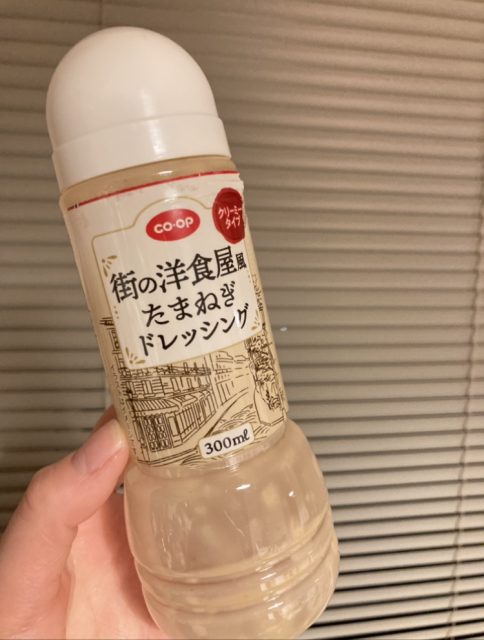 CO·OP
クリーミー
タイプ
街の洋食屋風
たまねぎ
ドレッシング
300mℓ